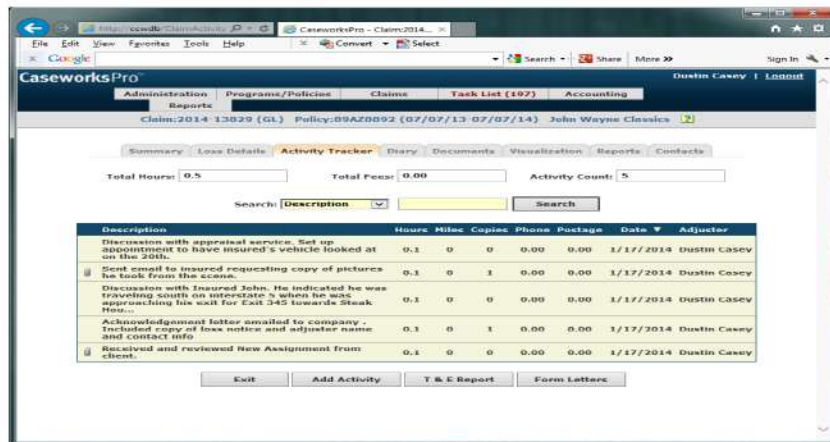 http://ccwdb/ClaimActivity
CaseworksPro - Claim:2014...
File Edit View Favorites Tools Help
x Convert Select
x Google Search Share More >> Sign In
CaseworksPro™
Dustin Casey | Logout
Administration Programs/Policies Claims Task List (197) Accounting
Reports
Claim:2014-13829 (GL) Policy:89AZ0892 (07/07/13-07/07/14) John Wayne Classics ?
Summary Loss Details Activity Tracker Diary Documents Visualization Reports Contacts
Total Hours: 0.5 Total Fees: 0.00 Activity Count: 5
Search: Description Search
Description Hours Miles Copies Phone Postage Date ▼ Adjuster
Discussion with appraisal service. Set up
appointment to have insured's vehicle looked at
on the 20th.
0.1 0 0 0.00 0.00 1/17/2014 Dustin Casey
Sent email to insured requesting copy of pictures
he took from the scene.
0.1 0 1 0.00 0.00 1/17/2014 Dustin Casey
Discussion with Insured John. He indicated he was
traveling south on interstate 5 when he was
approaching his exit for Exit 345 towards Steak
Hou...
0.1 0 0 0.00 0.00 1/17/2014 Dustin Casey
Acknowledgement letter emailed to company .
Included copy of loss notice and adjuster name
and contact info
0.1 0 1 0.00 0.00 1/17/2014 Dustin Casey
Received and reviewed New Assignment from
client.
0.1 0 0 0.00 0.00 1/17/2014 Dustin Casey
Exit Add Activity T & E Report Form Letters